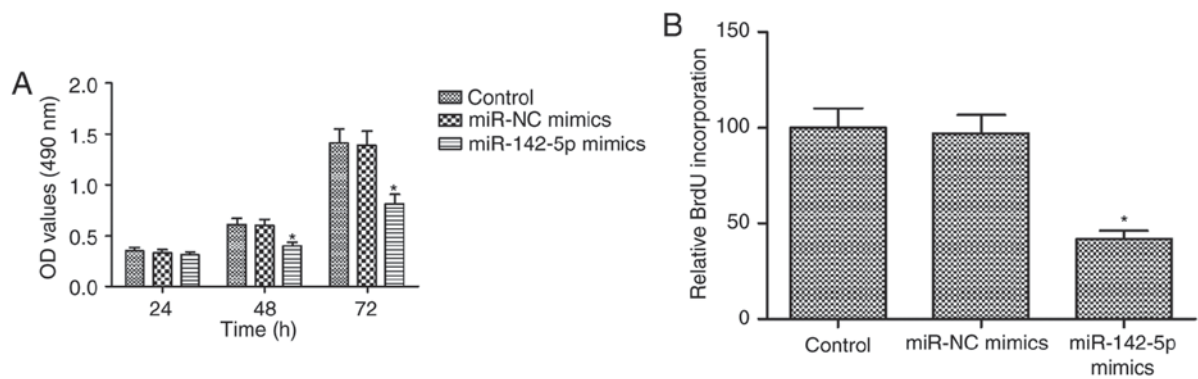 A
OD values (490 nm)
2.0
1.5
1.0
0.5
0.0
*
*
24
48
72
Time (h)
Control
miR-NC mimics
miR-142-5p mimics
B
Relative BrdU incorporation
150
100
50
0
*
Control
miR-NC mimics
miR-142-5p
mimics